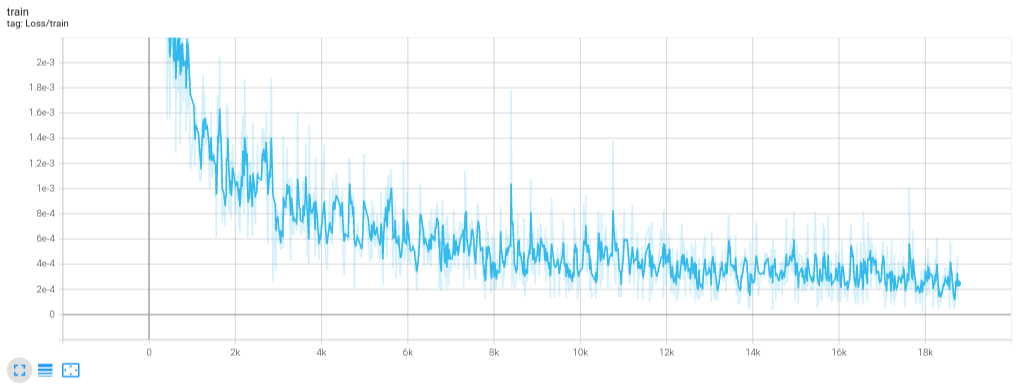 train
tag: Loss/train
2e-3
1.8e-3
1.6e-3
1.4e-3
1.2e-3
1e-3
8e-4
6e-4
4e-4
2e-4
0
0 2k 4k 6k 8k 10k 12k 14k 16k 18k